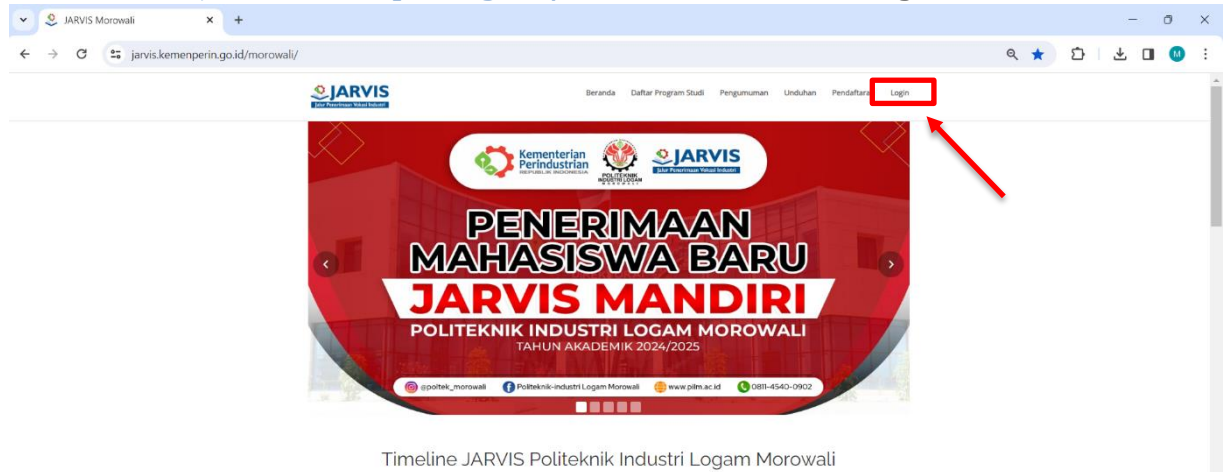 JARVIS Morowali
jarvis.kemenperin.go.id/morowali/
M
JARVIS
Jalur Penerimaan Vokasi Industri
Beranda Daftar Program Studi Pengumuman Unduhan Pendaftara Login
Kementerian
Perindustrian
REPUBLIK INDONESIA
POLITEKNIK
INDUSTRI LOGAM
MOROWALI
JARVIS
Jalur Penerimaan Vokasi Industri
PENERIMAAN
MAHASISWA BARU
JARVIS MANDIRI
POLITEKNIK INDUSTRI LOGAM MOROWALI
TAHUN AKADEMIK 2024/2025
@poltek_morowali Politeknik-industri Logam Morowali www.pilm.ac.id 0811-4540-0902
Timeline JARVIS Politeknik Industri Logam Morowali